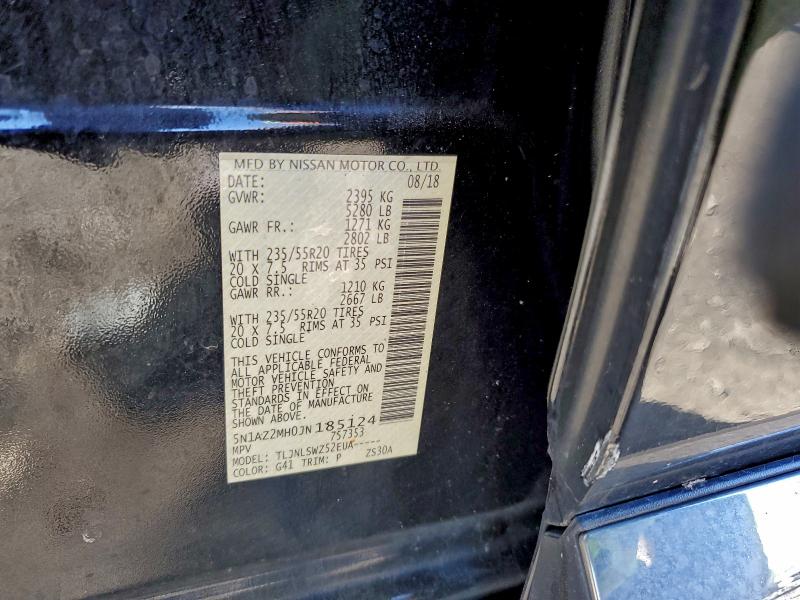 MFD BY NISSAN MOTOR CO., LTD.
DATE: 08/18
GVWR: 2395 KG
5280 LB
GAWR FR.: 1271 KG
2802 LB
WITH 235/55R20 TIRES
20 X 7.5 RIMS AT 35 PSI
COLD SINGLE
GAWR RR.: 1210 KG
2667 LB
WITH 235/55R20 TIRES
20 X 7.5 RIMS AT 35 PSI
COLD SINGLE
THIS VEHICLE CONFORMS TO
ALL APPLICABLE FEDERAL
MOTOR VEHICLE SAFETY AND
THEFT PREVENTION
STANDARDS IN EFFECT ON
THE DATE OF MANUFACTURE
SHOWN ABOVE.
5N1AZ2MH0JN185124
MPV 757353
MODEL: TLJNLSWZ52EUA-----
COLOR: G41 TRIM: P ZS30A